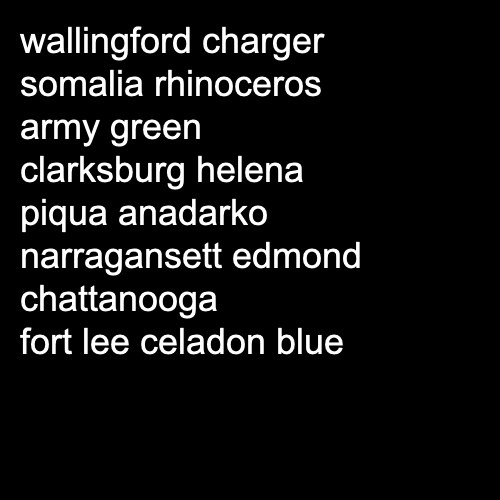 wallingford charger
somalia rhinoceros
army green
clarksburg helena
piqua anadarko
narragansett edmond
chattanooga
fort lee celadon blue